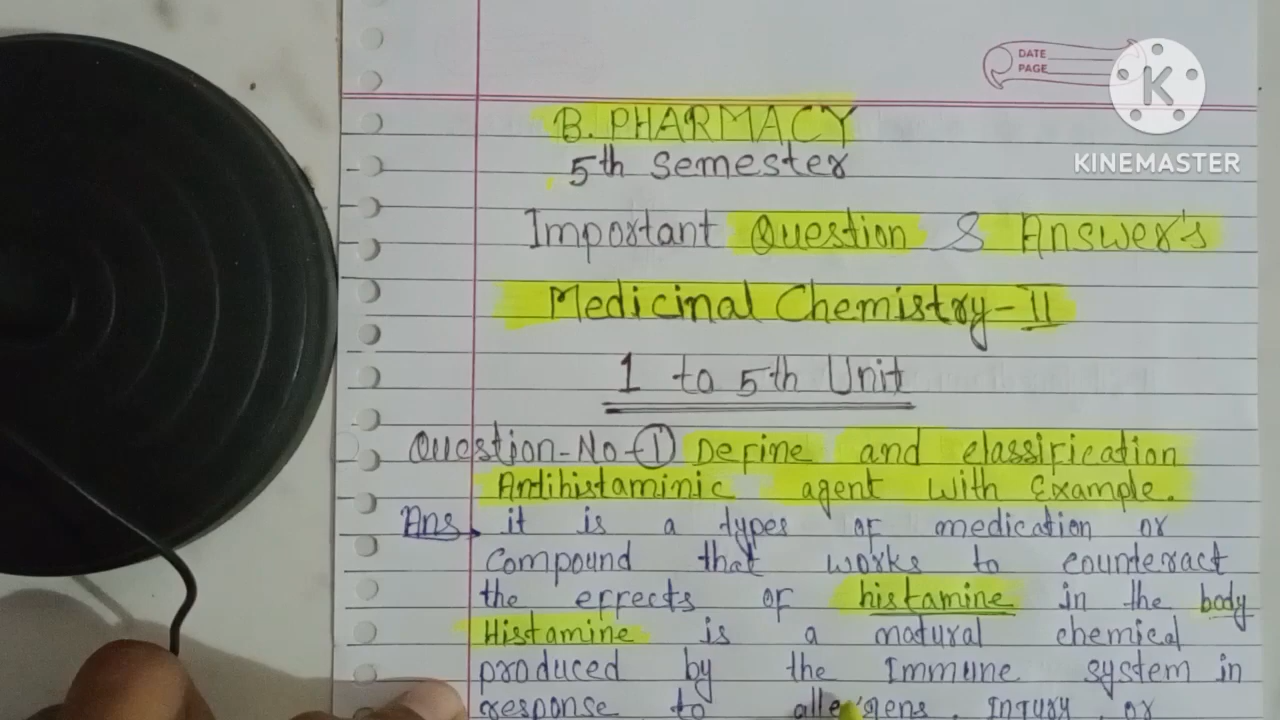 DATE
PAGE
K
KINEMASTER
B. PHARMACY
5th Semester
Important Question & Answer's
Medicinal Chemistry-II
1 to 5th Unit
Question-No-① Define and classification
Antihistaminic agent with Example.
Ans it is a types of medication or
Compound that works to counteract
the effects of histamine in the body
Histamine is a natural chemical
produced by the Immune system in
response to allergens, Injury, or